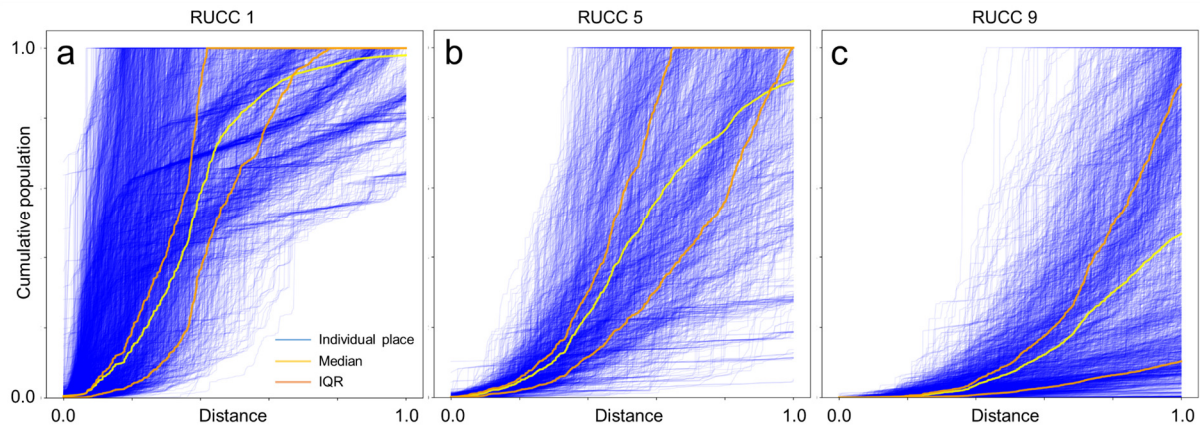 RUCC 1
RUCC 5
RUCC 9
a
b
c
1.0
Cumulative population
0.0
Individual place
Median
IQR
0.0 Distance 1.0
0.0 Distance 1.0
0.0 Distance 1.0